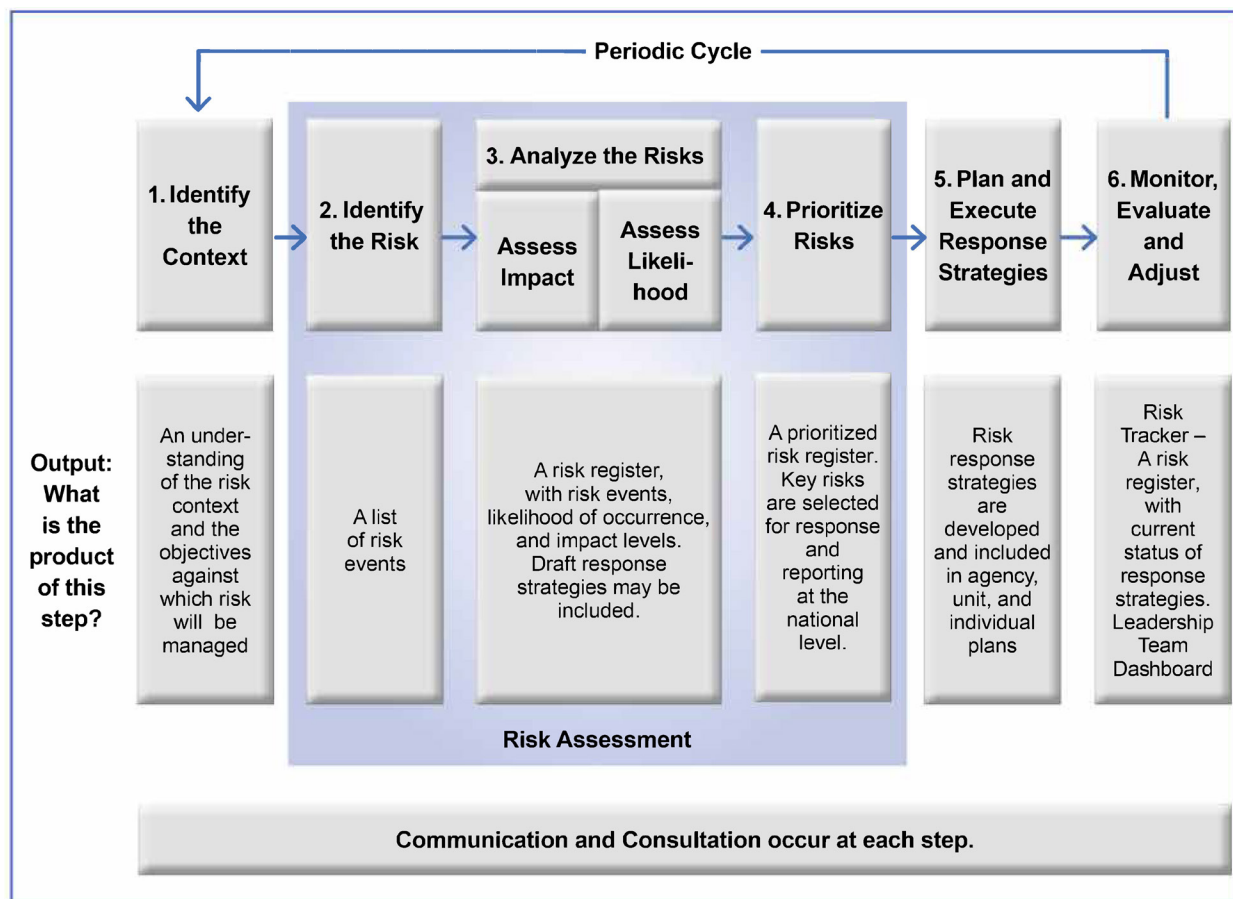 Periodic Cycle
1. Identify
the
Context
2. Identify
the Risk
3. Analyze the Risks
Assess
Impact
Assess
Likeli-
hood
4. Prioritize
Risks
5. Plan and
Execute
Response
Strategies
6. Monitor,
Evaluate
and
Adjust
Output:
What
is the
product
of this
step?
An under-
standing
of the risk
context
and the
objectives
against
which risk
will be
managed
A list
of risk
events
A risk register,
with risk events,
likelihood of occurrence,
and impact levels.
Draft response
strategies may be
included.
A prioritized
risk register.
Key risks
are selected
for response
and
reporting
at the
national
level.
Risk
response
strategies
are
developed
and included
in agency,
unit, and
individual
plans
Risk
Tracker –
A risk
register,
with
current
status of
response
strategies.
Leadership
Team
Dashboard
Risk Assessment
Communication and Consultation occur at each step.